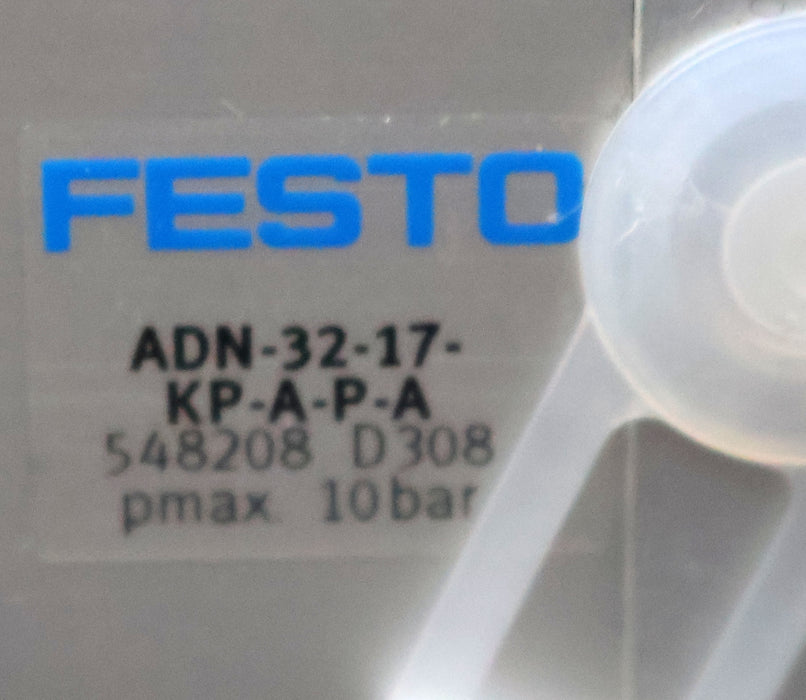 FESTO
ADN-32-17-
KP-A-P-A
548208 D308
pmax. 10bar